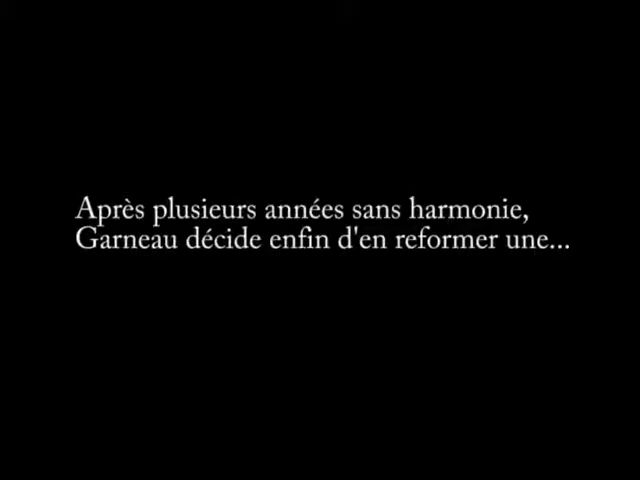 Après plusieurs années sans harmonie,
Garneau décide enfin d'en reformer une...